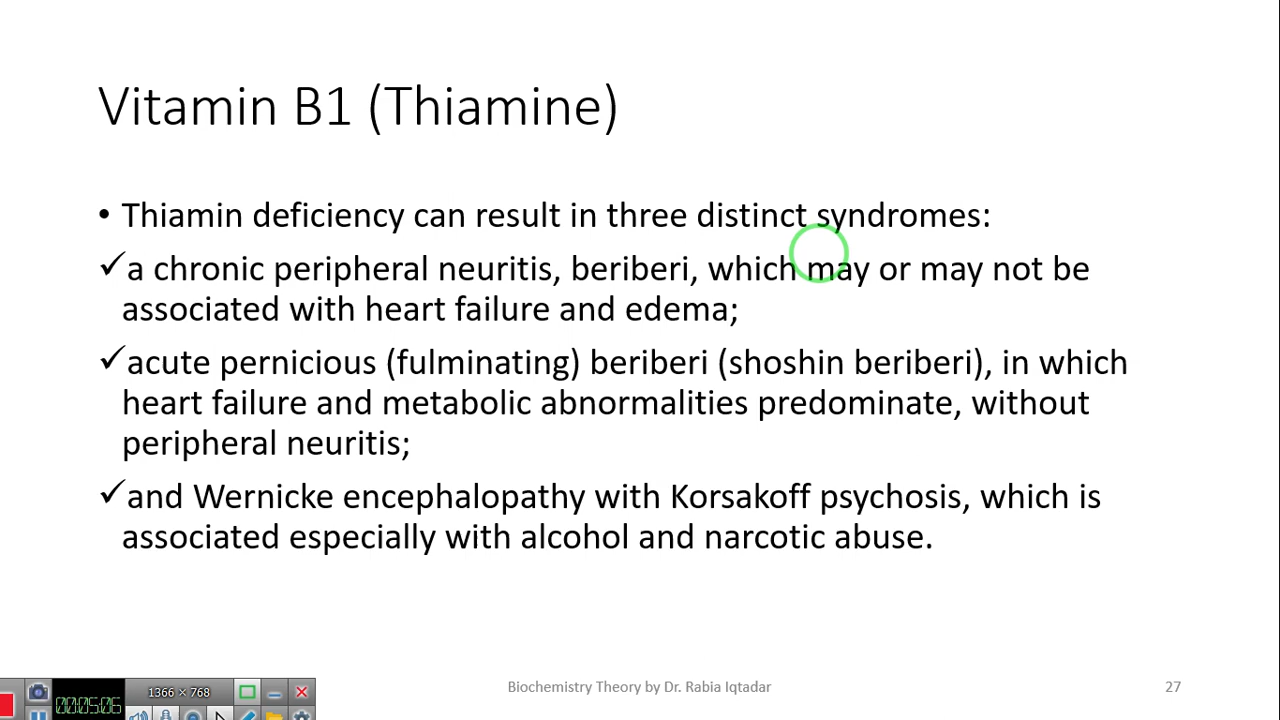 Vitamin B1 (Thiamine)
• Thiamin deficiency can result in three distinct syndromes:
✓a chronic peripheral neuritis, beriberi, which may or may not be
associated with heart failure and edema;
✓acute pernicious (fulminating) beriberi (shoshin beriberi), in which
heart failure and metabolic abnormalities predominate, without
peripheral neuritis;
✓and Wernicke encephalopathy with Korsakoff psychosis, which is
associated especially with alcohol and narcotic abuse.
Biochemistry Theory by Dr. Rabia Iqtadar
27
00:05:06
1366 × 768